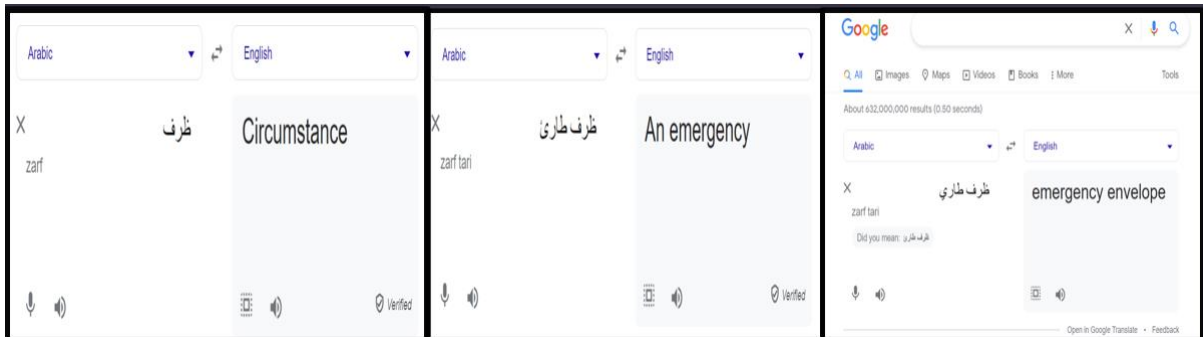 Arabic
English
ظرف
zarf
Circumstance
Verified
Arabic
English
ظرف طارئ
zarf tari
An emergency
Verified
Google
All Images Maps Videos Books More Tools
About 632,000,000 results (0.50 seconds)
Arabic
English
ظرف طاري
zarf tari
Did you mean: ظرف طارئ
emergency envelope
Open in Google Translate • Feedback